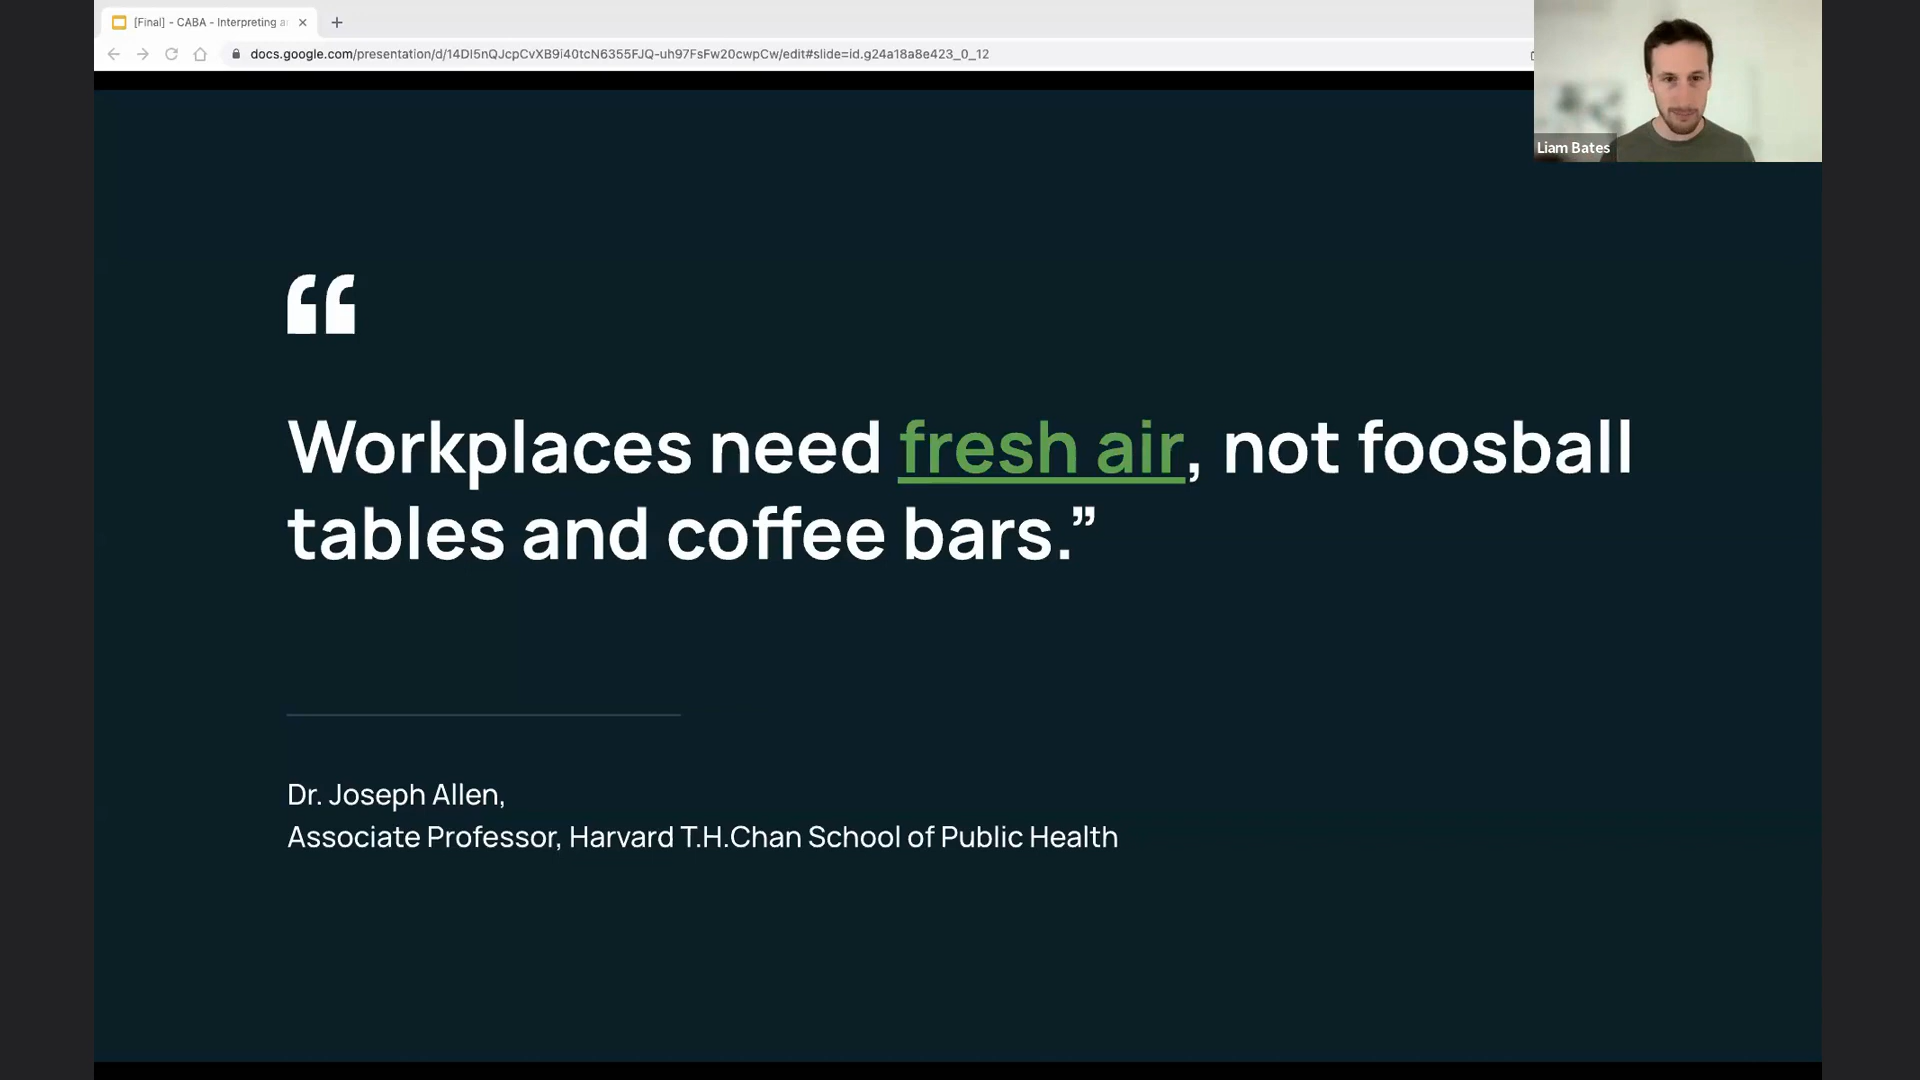 [Final] - CABA - Interpreting a
docs.google.com/presentation/d/14DI5nQJcpCvXB9i40tcN6355FJQ-uh97FsFw20cwpCw/edit#slide=id.g24a18a8e423_0_12
Liam Bates
“
Workplaces need fresh air, not foosball
tables and coffee bars.”
Dr. Joseph Allen,
Associate Professor, Harvard T.H.Chan School of Public Health